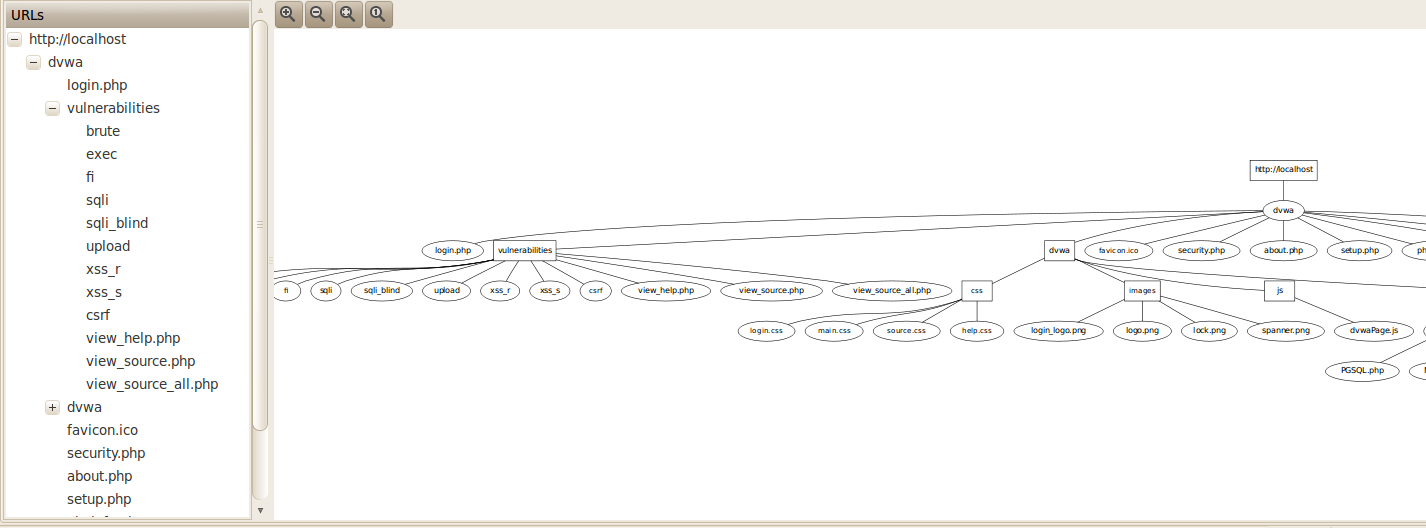 URLs
http://localhost
dvwa
login.php
vulnerabilities
brute
exec
fi
sqli
sqli_blind
upload
xss_r
xss_s
csrf
view_help.php
view_source.php
view_source_all.php
dvwa
favicon.ico
security.php
about.php
setup.php
http://localhost
dvwa
login.php vulnerabilities dvwa favicon.ico security.php about.php setup.php ph
fi sqli sqli_blind upload xss_r xss_s csrf view_help.php view_source.php view_source_all.php css images js
login.css main.css source.css help.css login_logo.png logo.png lock.png spanner.png dvwaPage.js
PGSQL.php